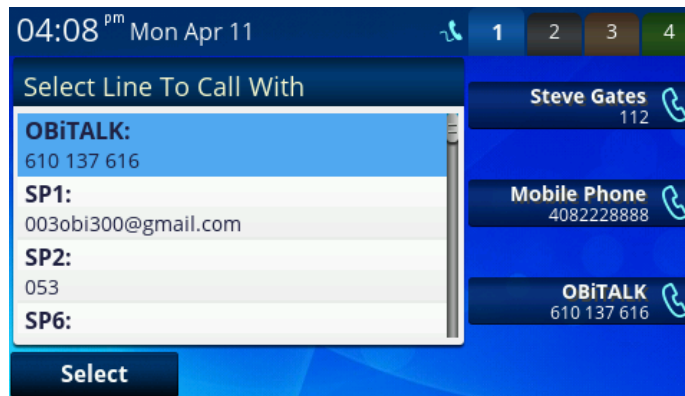 04:08 pm Mon Apr 11
1 2 3 4
Select Line To Call With
OBiTALK:
610 137 616
SP1:
003obi300@gmail.com
SP2:
053
SP6:
Steve Gates
112
Mobile Phone
4082228888
OBiTALK
610 137 616
Select